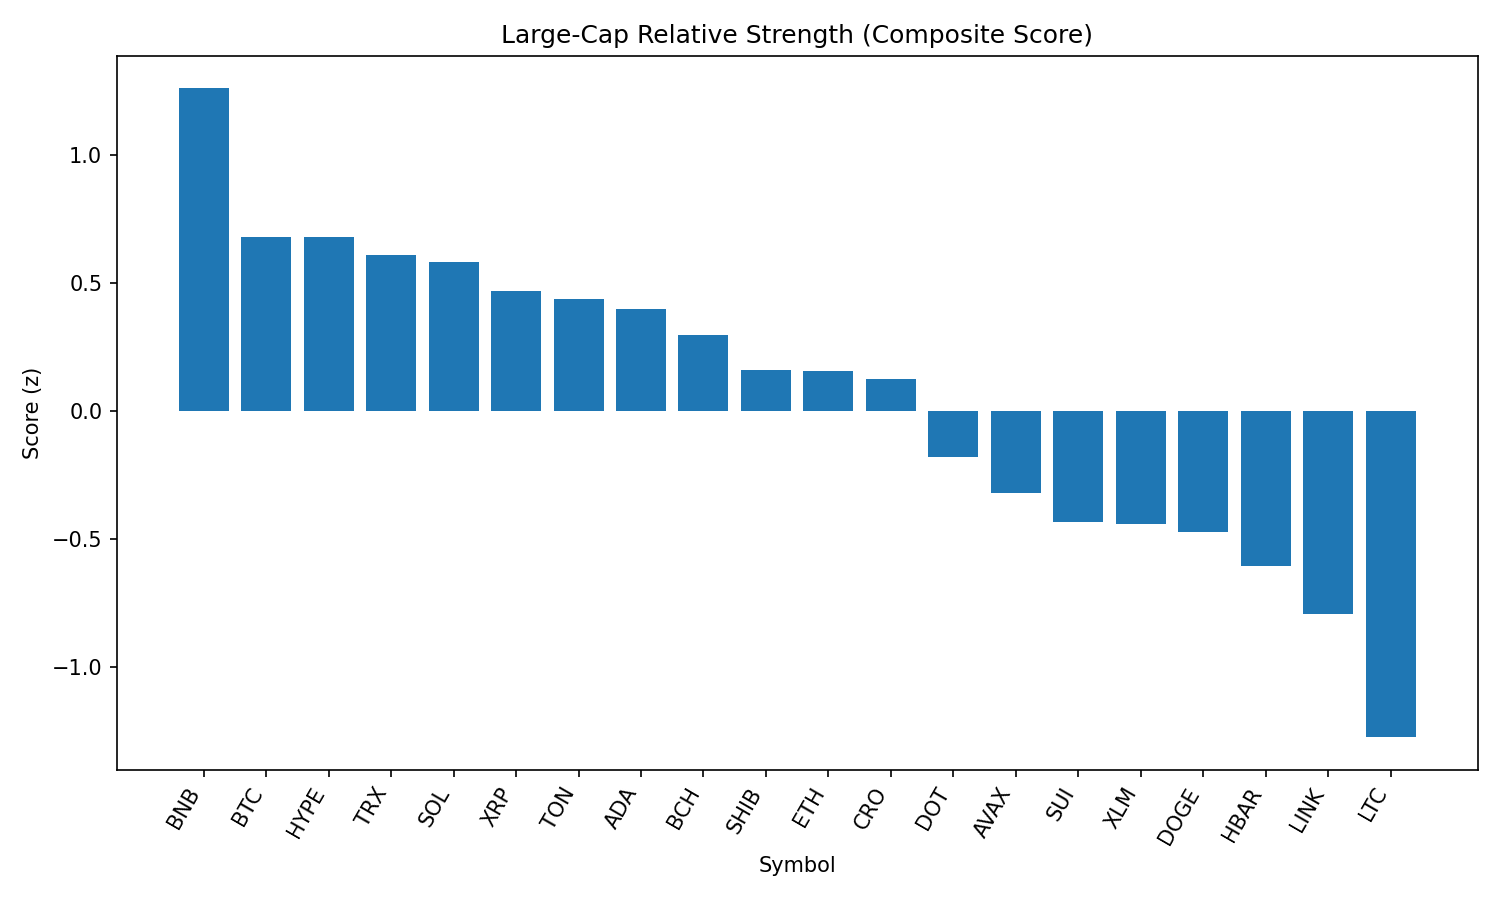 Large-Cap Relative Strength (Composite Score)
1.0
0.5
0.0
−0.5
−1.0
Score (z)
BNB
BTC
HYPE
TRX
SOL
XRP
TON
ADA
BCH
SHIB
ETH
CRO
DOT
AVAX
SUI
XLM
DOGE
HBAR
LINK
LTC
Symbol